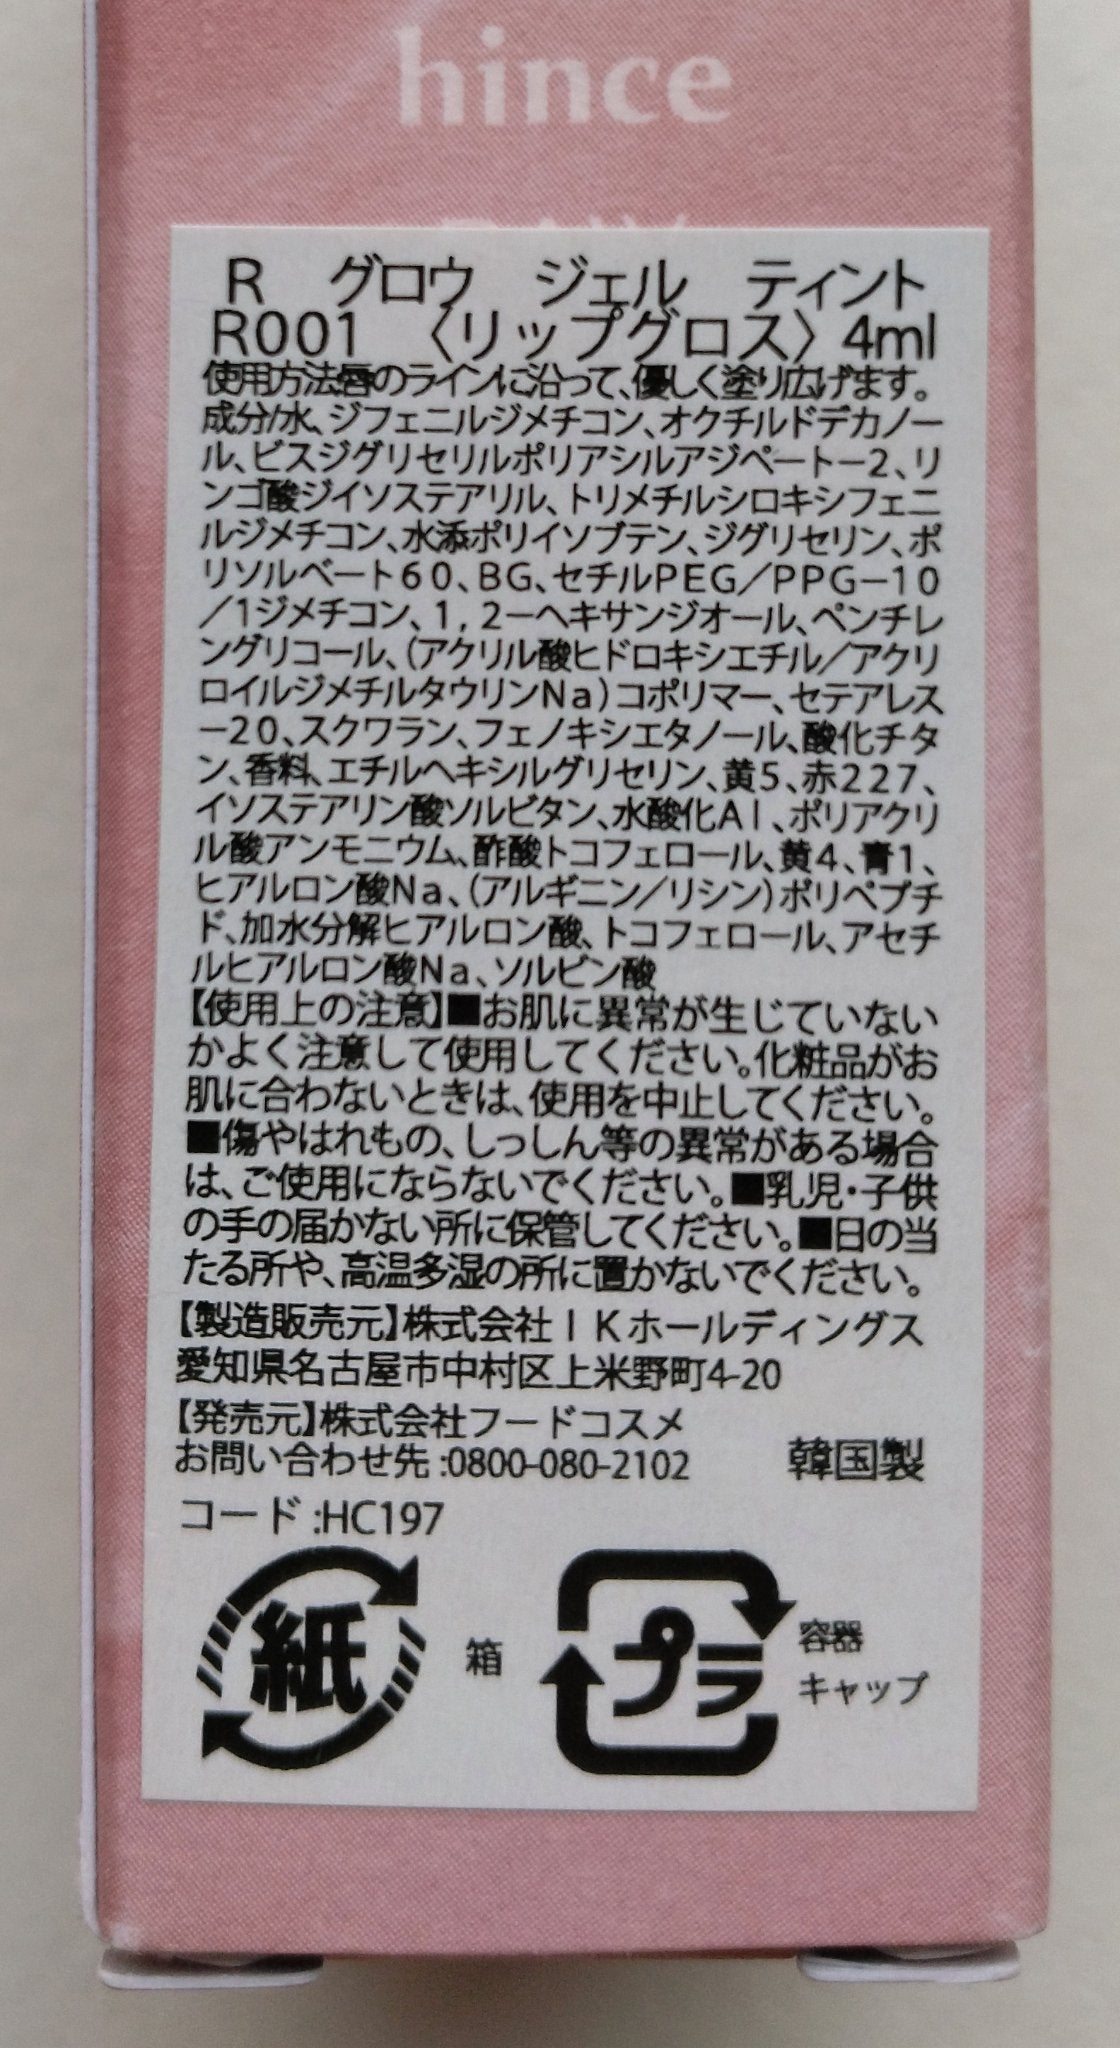 hince
R グロウ ジェル ティント
R001 〈リップグロス〉4ml
使用方法唇のラインに沿って、優しく塗り広げます。
成分/水、ジフェニルジメチコン、オクチルドデカノー
ル、ビスジグリセリルポリアシルアジペートー2、リ
ンゴ酸ジイソステアリル、トリメチルシロキシフェニ
ルジメチコン、水添ポリイソブテン、ジグリセリン、ポ
リソルベート60、BG、セチルPEG/PPG−10
/1ジメチコン、1,2−ヘキサンジオール、ペンチレ
ングリコール、(アクリル酸ヒドロキシエチル/アクリ
ロイルジメチルタウリンNa)コポリマー、セテアレス
−20、スクワラン、フェノキシエタノール、酸化チタ
ン、香料、エチルヘキシルグリセリン、黄5、赤227、
イソステアリン酸ソルビタン、水酸化Al、ポリアクリ
ル酸アンモニウム、酢酸トコフェロール、黄4、青1、
ヒアルロン酸Na、(アルギニン/リシン)ポリペプチ
ド、加水分解ヒアルロン酸、トコフェロール、アセチ
ルヒアルロン酸Na、ソルビン酸
【使用上の注意】■お肌に異常が生じていない
かよく注意して使用してください。化粧品がお
肌に合わないときは、使用を中止してください。
■傷やはれもの、しっしん等の異常がある場合
は、ご使用にならないでください。■乳児・子供
の手の届かない所に保管してください。■日の当
たる所や、高温多湿の所に置かないでください。
【製造販売元】株式会社IKホールディングス
愛知県名古屋市中村区上米野町4-20
【発売元】株式会社フードコスメ
お問い合わせ先:0800-080-2102 韓国製
コード:HC197
紙 箱 プラ 容器
キャップ